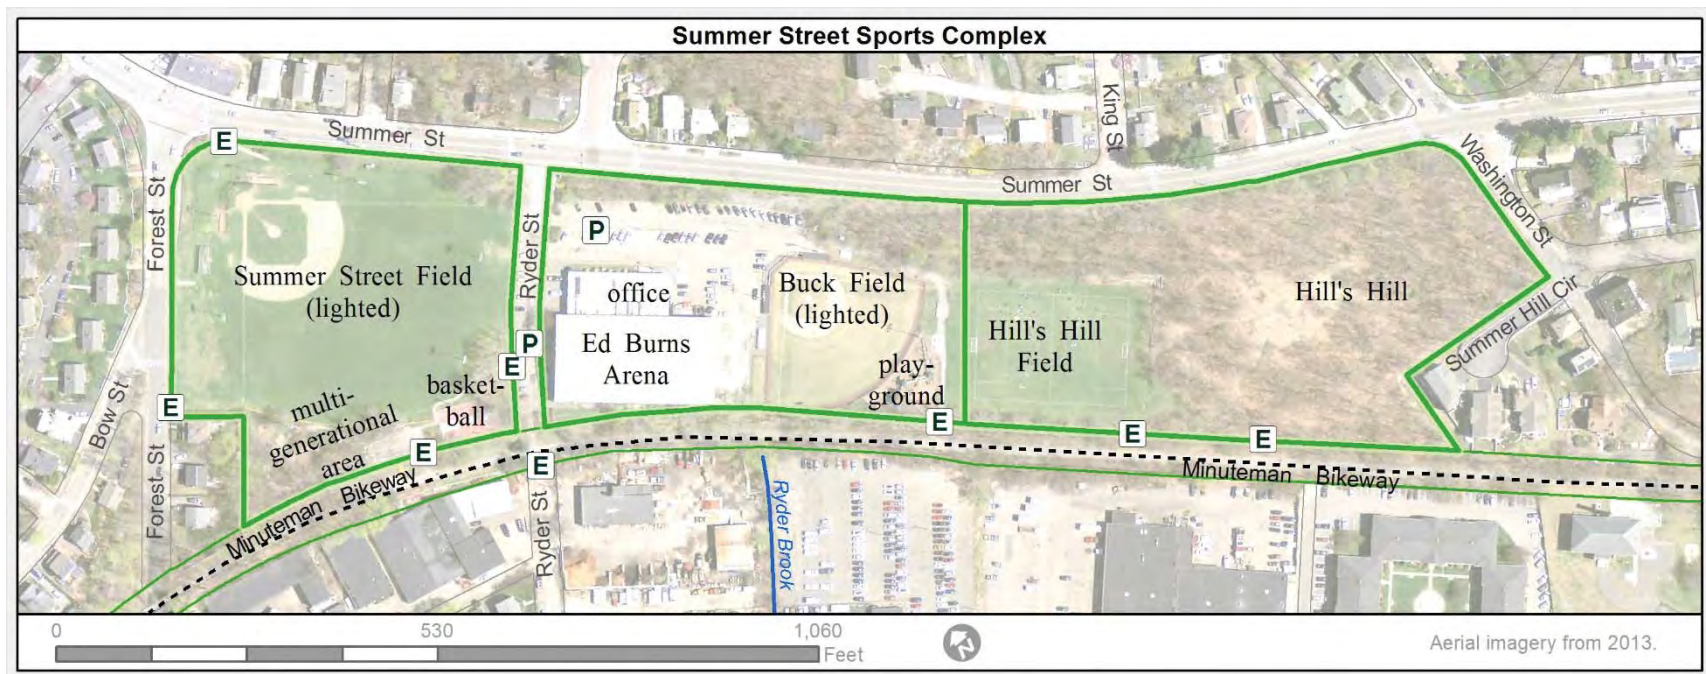 Summer Street Sports Complex
Summer St
King St
Washington St
E
Summer St
Forest St
Ryder St
P
Summer Street Field
(lighted)
office
Buck Field
(lighted)
Hill's Hill
Ed Burns
Arena
Hill's Hill
Field
Summer Hill Cir
P
E
play-
ground
basket-
ball
multi-
generational
area
E
Bow St
E
E
E
E
E
Forest St
Minuteman Bikeway
Minuteman Bikeway
Ryder St
Ryder Brook
0
530
1,060
Feet
N
Aerial imagery from 2013.